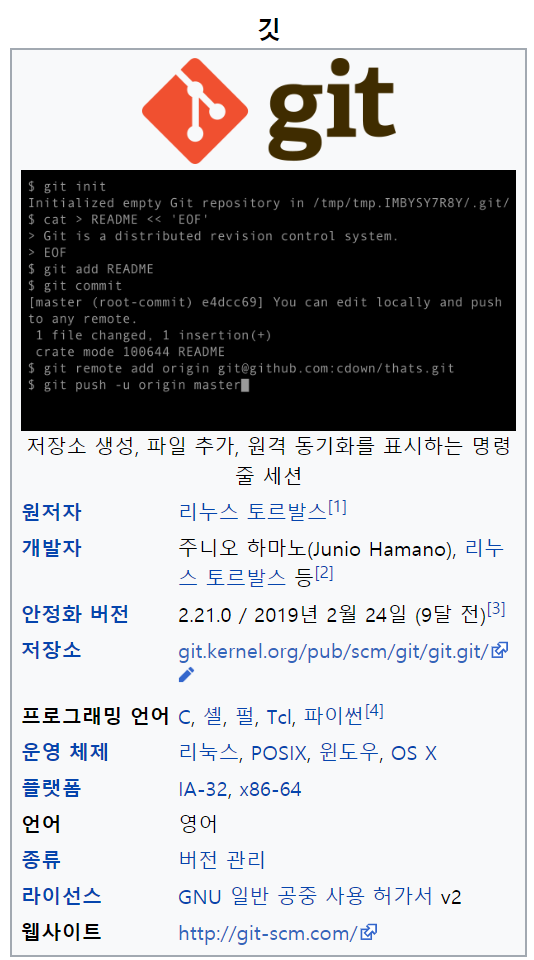 깃
git
$ git init
Initialized empty Git repository in /tmp/tmp.IMBYSY7R8Y/.git/
$ cat > README << 'EOF'
> Git is a distributed revision control system.
> EOF
$ git add README
$ git commit
[master (root-commit) e4dcc69] You can edit locally and push
to any remote.
1 file changed, 1 insertion(+)
crate mode 100644 README
$ git remote add origin git@github.com:cdown/thats.git
$ git push -u origin master
저장소 생성, 파일 추가, 원격 동기화를 표시하는 명령
줄 세션
원저자 리누스 토르발스[1]
개발자 주니오 하마노(Junio Hamano), 리누
스 토르발스 등[2]
안정화 버전 2.21.0 / 2019년 2월 24일 (9달 전)[3]
저장소 git.kernel.org/pub/scm/git/git.git/
프로그래밍 언어 C, 셸, 펄, Tcl, 파이썬[4]
운영 체제 리눅스, POSIX, 윈도우, OS X
플랫폼 IA-32, x86-64
언어 영어
종류 버전 관리
라이선스 GNU 일반 공중 사용 허가서 v2
웹사이트 http://git-scm.com/